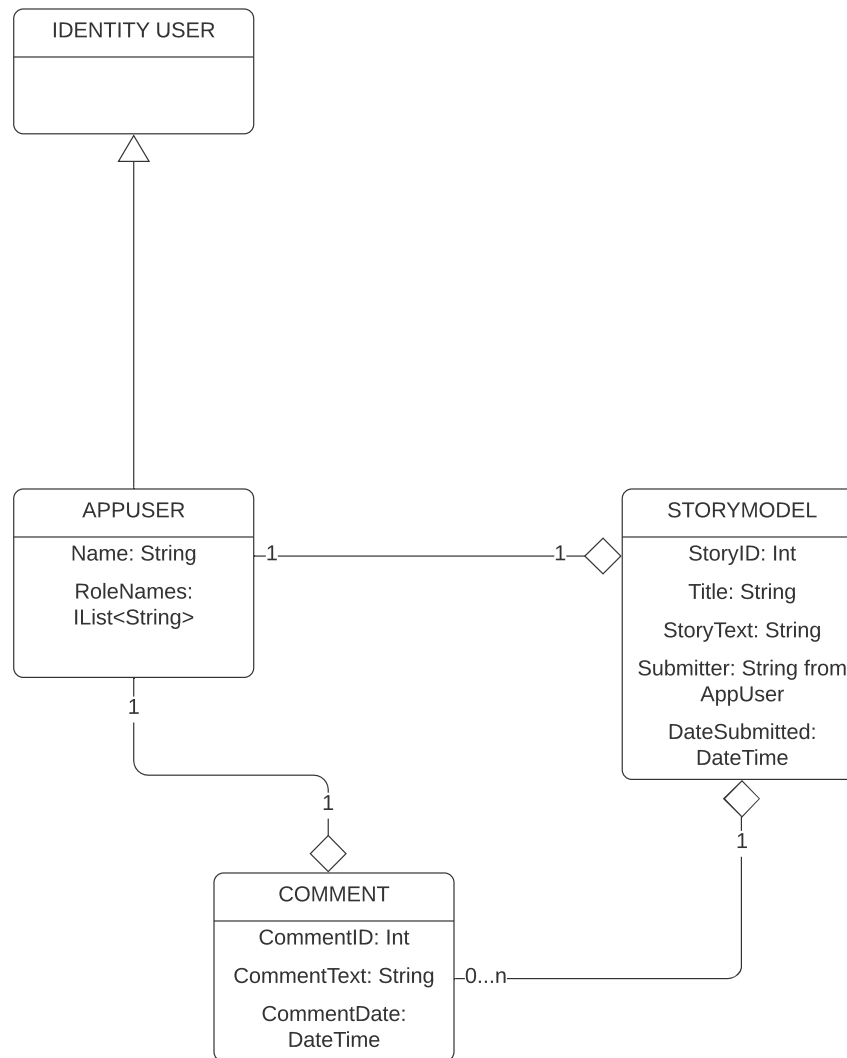 IDENTITY USER
APPUSER
Name: String
RoleNames:
IList<String>
1
1
STORYMODEL
StoryID: Int
Title: String
StoryText: String
Submitter: String from
AppUser
DateSubmitted:
DateTime
1
1
1
COMMENT
CommentID: Int
CommentText: String
CommentDate:
DateTime
0...n